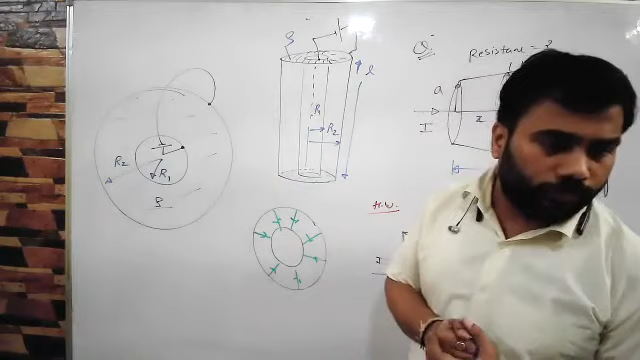 R₂
R₁
ρ
ρ
l
R₁
R₂
Q.
Resistance = ?
a
x
I
H.W.
I